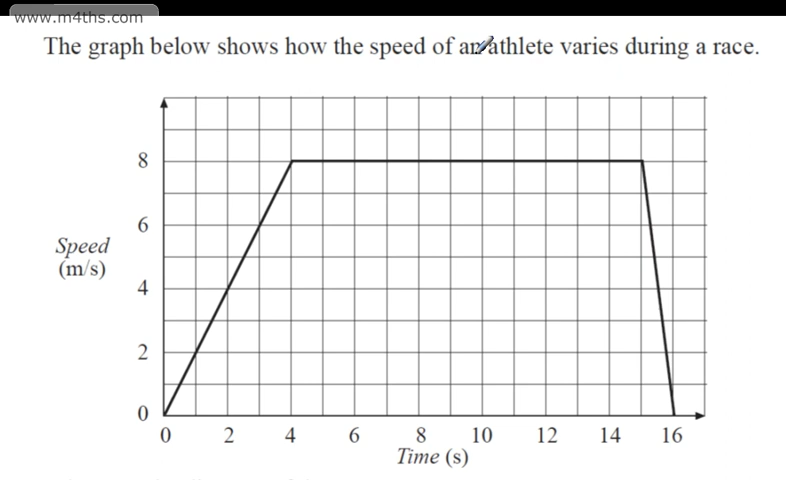 www.m4ths.com
The graph below shows how the speed of an athlete varies during a race.
8
6
Speed
(m/s)
4
2
0
0 2 4 6 8 10 12 14 16
Time (s)